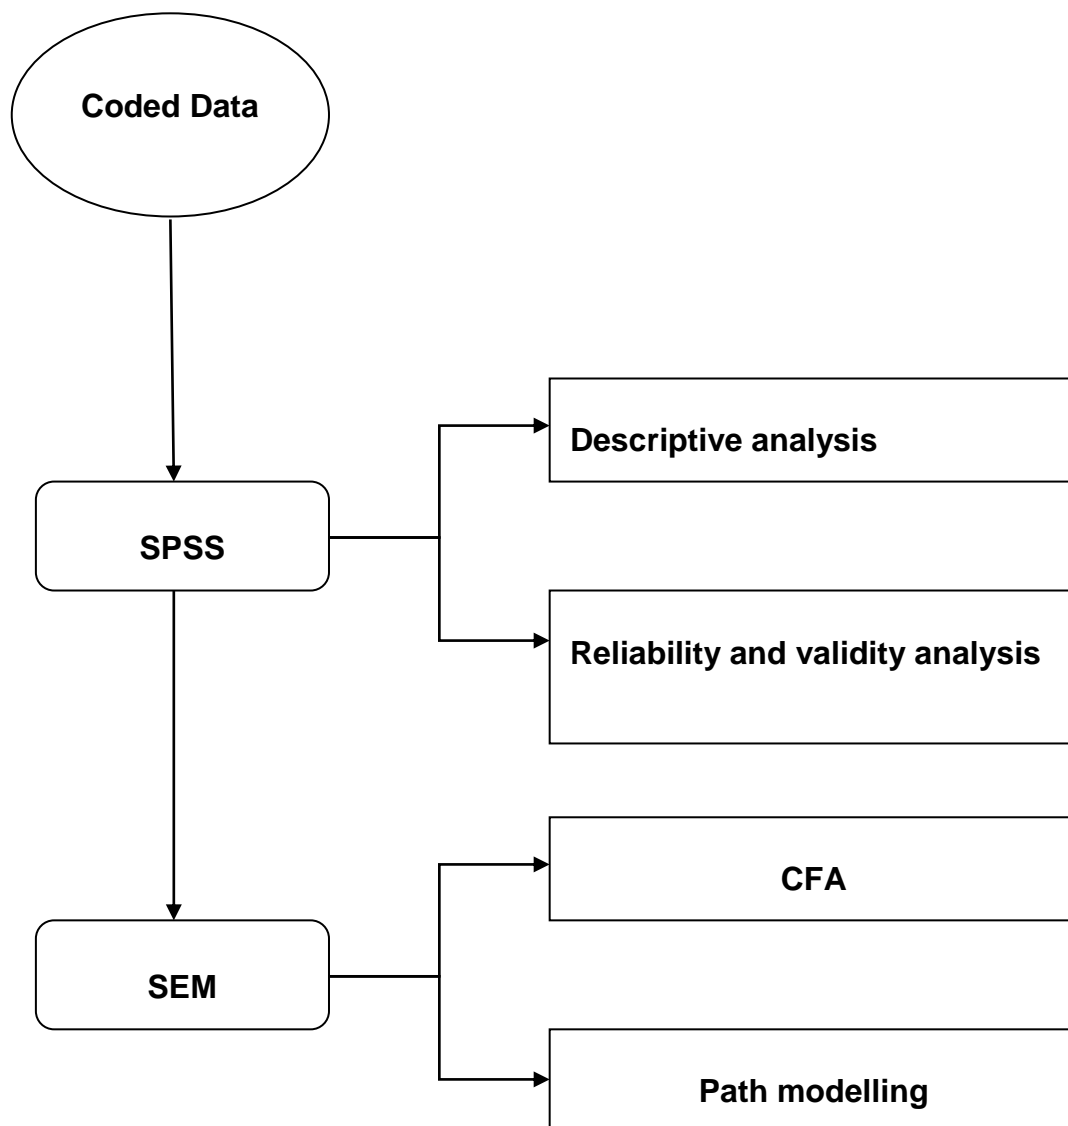 Coded Data
Descriptive analysis
SPSS
Reliability and validity analysis
CFA
SEM
Path modelling